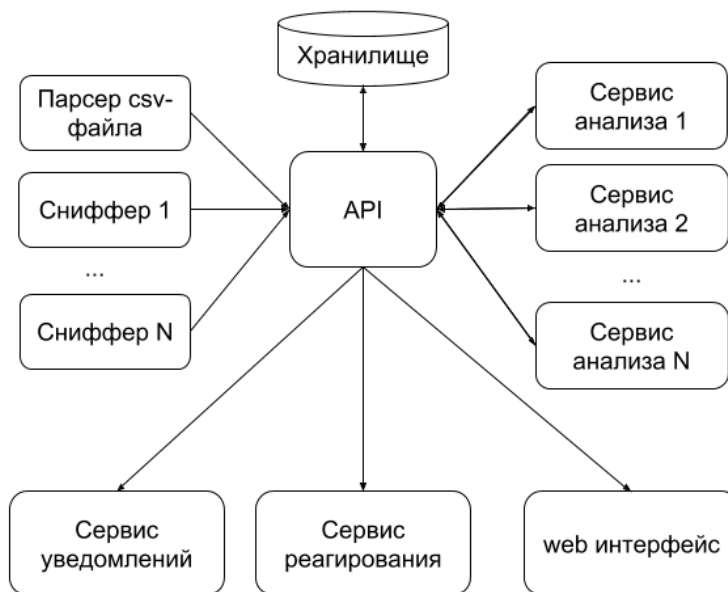 Хранилище
Парсер csv-
файла
Сниффер 1
...
Сниффер N
API
Сервис
анализа 1
Сервис
анализа 2
...
Сервис
анализа N
Сервис
уведомлений
Сервис
реагирования
web интерфейс